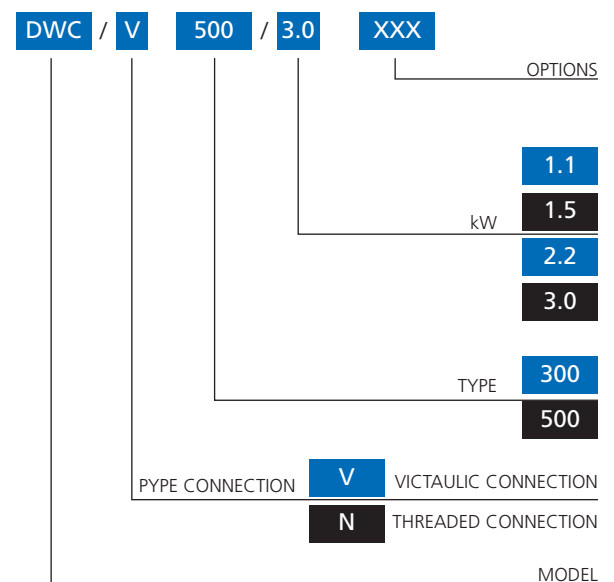 DWC / V 500 / 3.0 XXX
OPTIONS
1.1
1.5
kW
2.2
3.0
300
TYPE
500
PYPE CONNECTION V VICTAULIC CONNECTION
N THREADED CONNECTION
MODEL